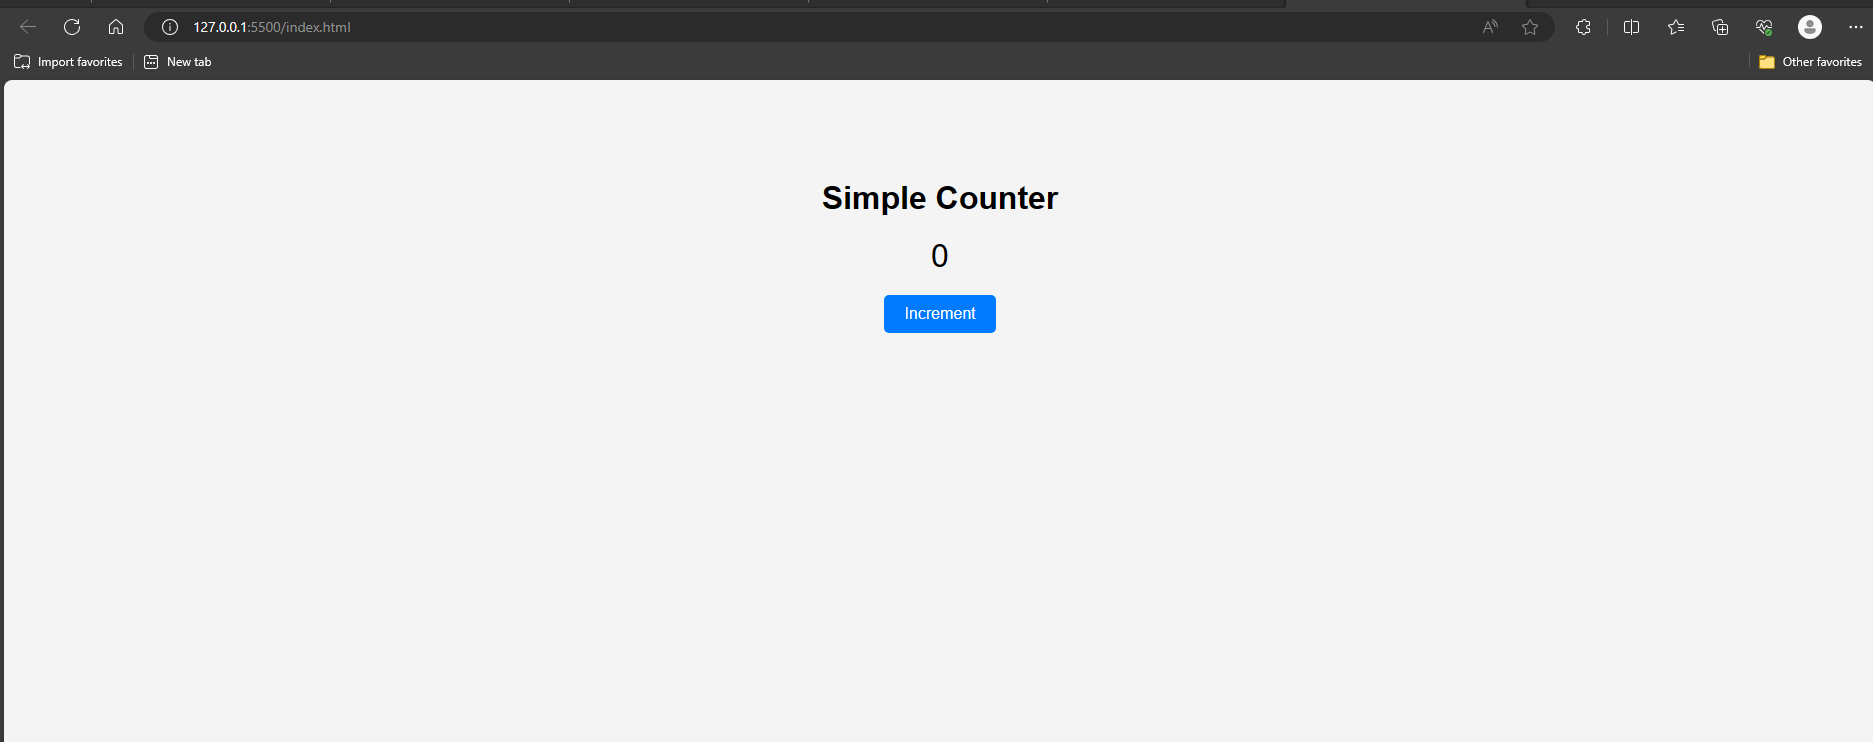 127.0.0.1:5500/index.html
Import favorites New tab Other favorites
Simple Counter
0
Increment